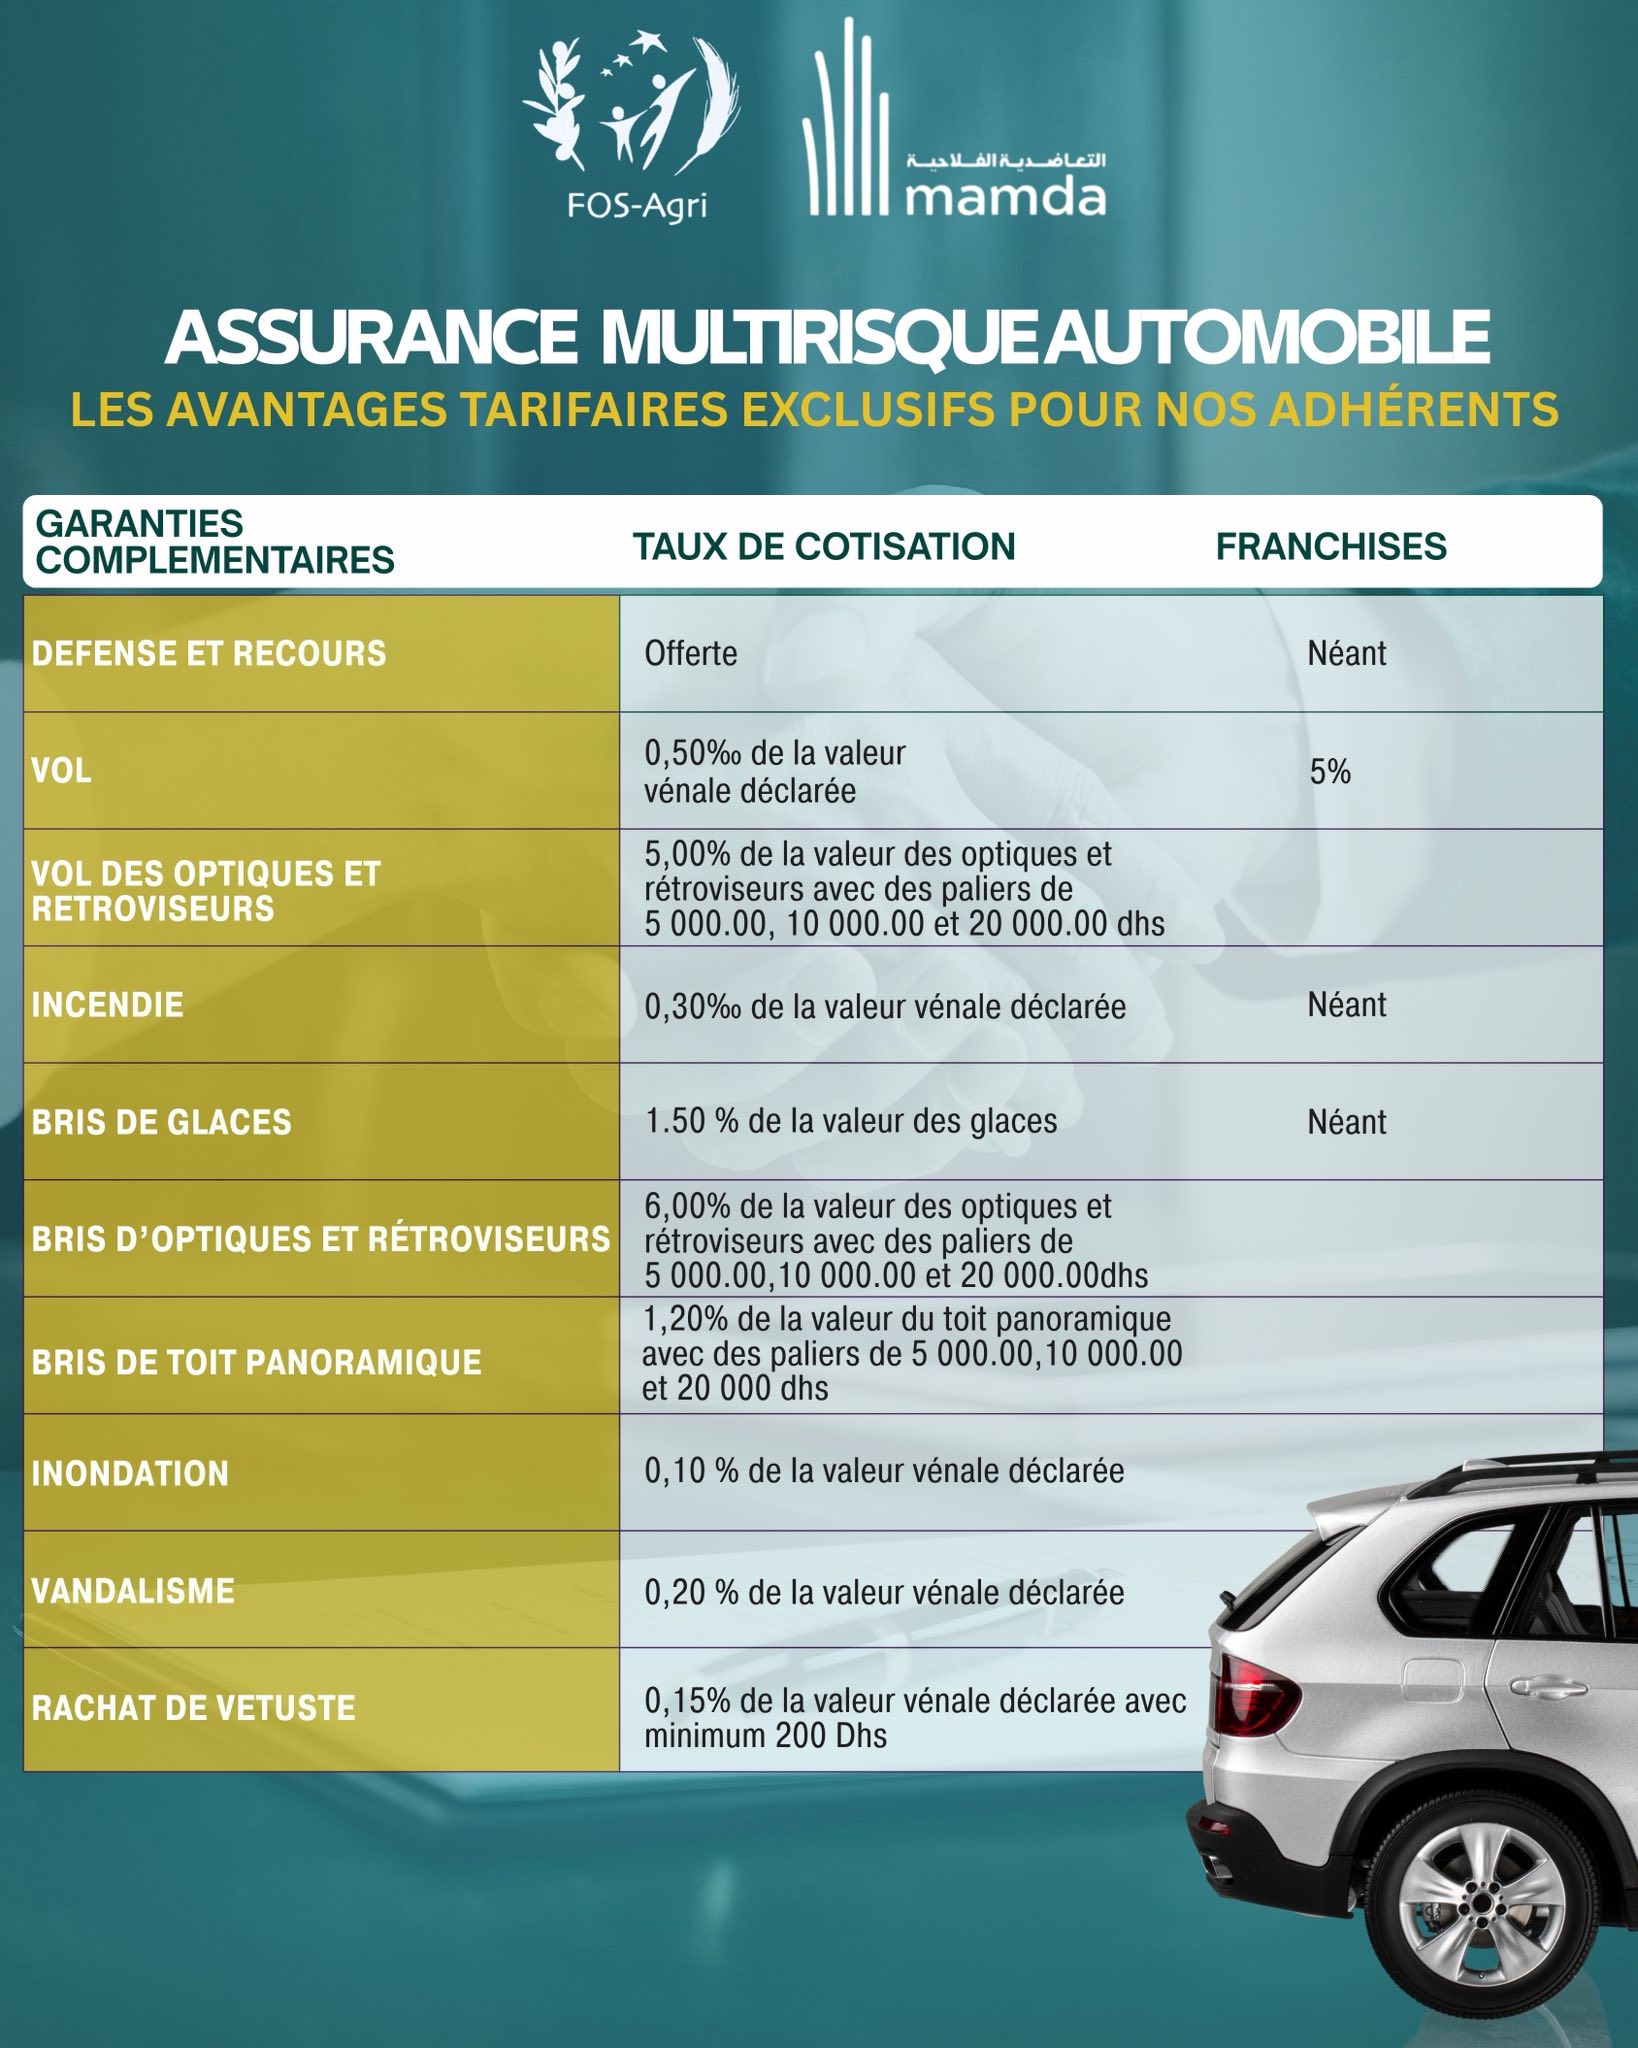 FOS-Agri
التعاضدية الفلاحية
mamda
ASSURANCE MULTIRISQUE AUTOMOBILE
LES AVANTAGES TARIFAIRES EXCLUSIFS POUR NOS ADHÉRENTS
GARANTIES
COMPLEMENTAIRES
TAUX DE COTISATION
FRANCHISES
DEFENSE ET RECOURS
Offerte
Néant
VOL
0,50‰ de la valeur
vénale déclarée
5%
VOL DES OPTIQUES ET
RETROVISEURS
5,00% de la valeur des optiques et
rétroviseurs avec des paliers de
5 000.00, 10 000.00 et 20 000.00 dhs
INCENDIE
0,30‰ de la valeur vénale déclarée
Néant
BRIS DE GLACES
1.50 % de la valeur des glaces
Néant
BRIS D’OPTIQUES ET RÉTROVISEURS
6,00% de la valeur des optiques et
rétroviseurs avec des paliers de
5 000.00,10 000.00 et 20 000.00dhs
BRIS DE TOIT PANORAMIQUE
1,20% de la valeur du toit panoramique
avec des paliers de 5 000.00,10 000.00
et 20 000 dhs
INONDATION
0,10 % de la valeur vénale déclarée
VANDALISME
0,20 % de la valeur vénale déclarée
RACHAT DE VETUSTE
0,15% de la valeur vénale déclarée avec
minimum 200 Dhs